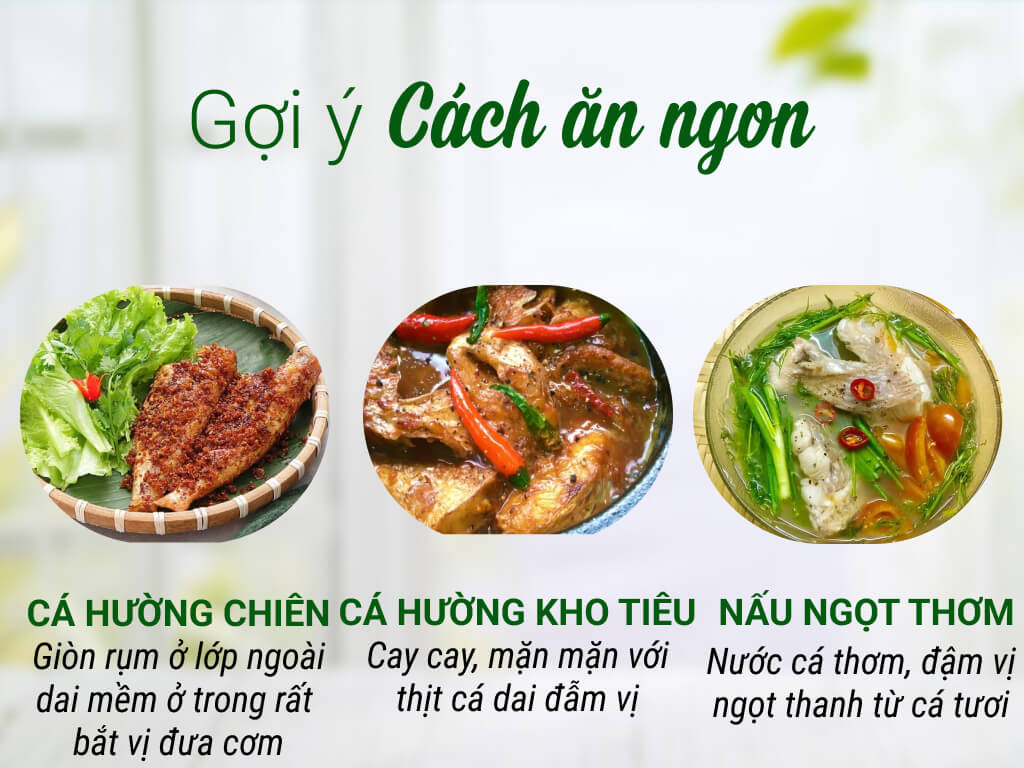 Gợi ý Cách ăn ngon
CÁ HƯỜNG CHIÊN
Giòn rụm ở lớp ngoài
dai mềm ở trong rất
bắt vị đưa cơm
CÁ HƯỜNG KHO TIÊU
Cay cay, mặn mặn với
thịt cá dai đẫm vị
NẤU NGỌT THƠM
Nước cá thơm, đậm vị
ngọt thanh từ cá tươi